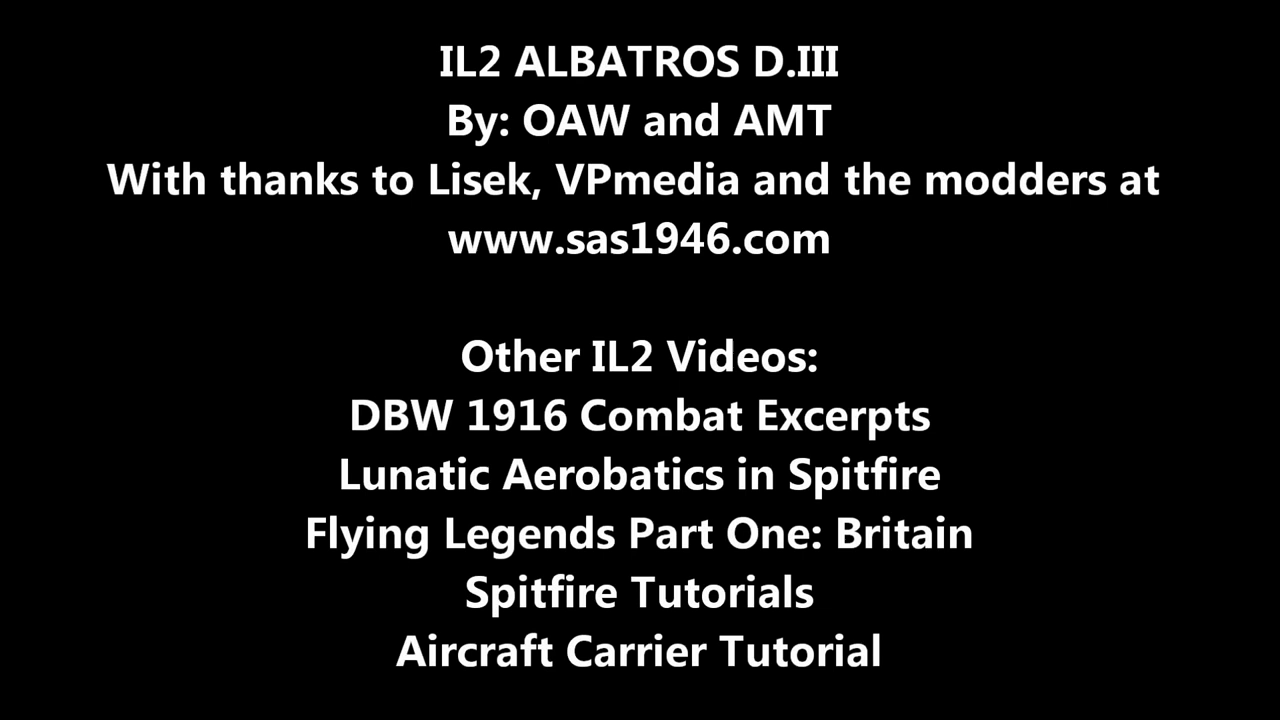 IL2 ALBATROS D.III
By: OAW and AMT
With thanks to Lisek, VPmedia and the modders at
www.sas1946.com
Other IL2 Videos:
DBW 1916 Combat Excerpts
Lunatic Aerobatics in Spitfire
Flying Legends Part One: Britain
Spitfire Tutorials
Aircraft Carrier Tutorial